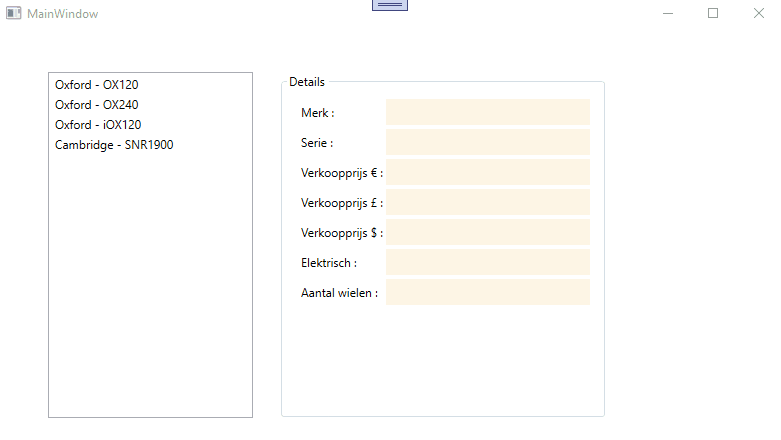 MainWindow
Oxford - OX120
Oxford - OX240
Oxford - iOX120
Cambridge - SNR1900
Details
Merk :
Serie :
Verkoopprijs € :
Verkoopprijs £ :
Verkoopprijs $ :
Elektrisch :
Aantal wielen :